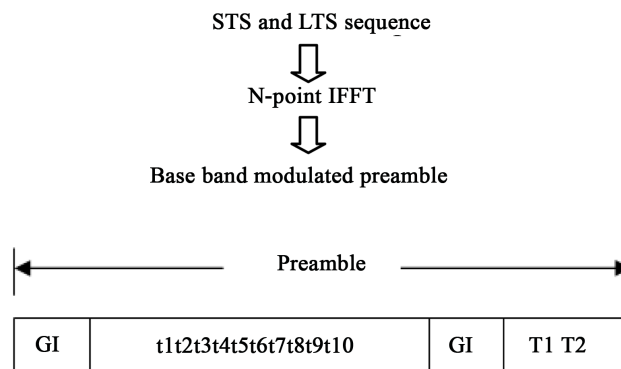 STS and LTS sequence
N-point IFFT
Base band modulated preamble
Preamble
GI t1t2t3t4t5t6t7t8t9t10 GI T1 T2